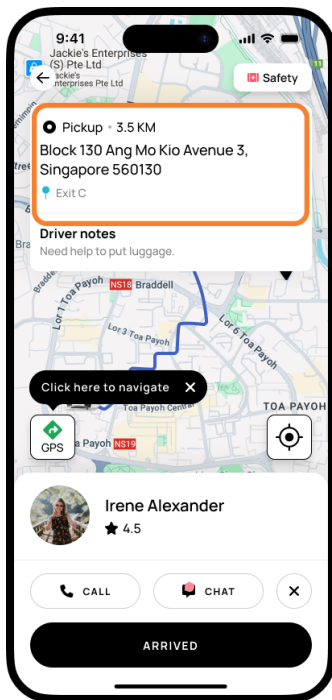 9:41
Jackie's Enterprises
(S) Pte Ltd
Jackie's
Enterprises Pte Ltd
Safety
11
Pickup • 3.5 KM
Block 130 Ang Mo Kio Avenue 3,
Singapore 560130
Exit C
Driver notes
Need help to put luggage.
NS18 Braddell
Lor 1 Toa Payoh
Lor 3 Toa Payoh
Lor 6 Toa Payoh
Click here to navigate
Toa Payoh Central
TOA PAYOH
GPS
a Payoh NS19
Irene Alexander
4.5
CALL
CHAT
ARRIVED